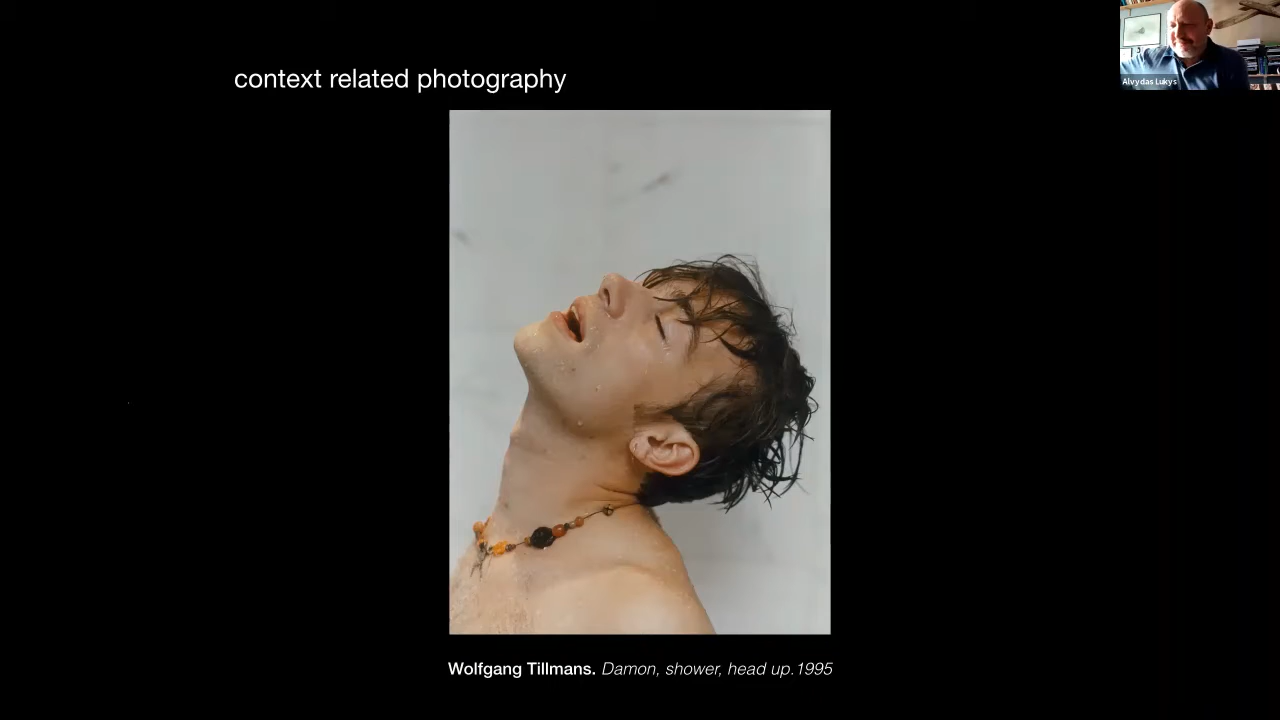 context related photography
Alvydas Lukys
Wolfgang Tillmans. Damon, shower, head up.1995